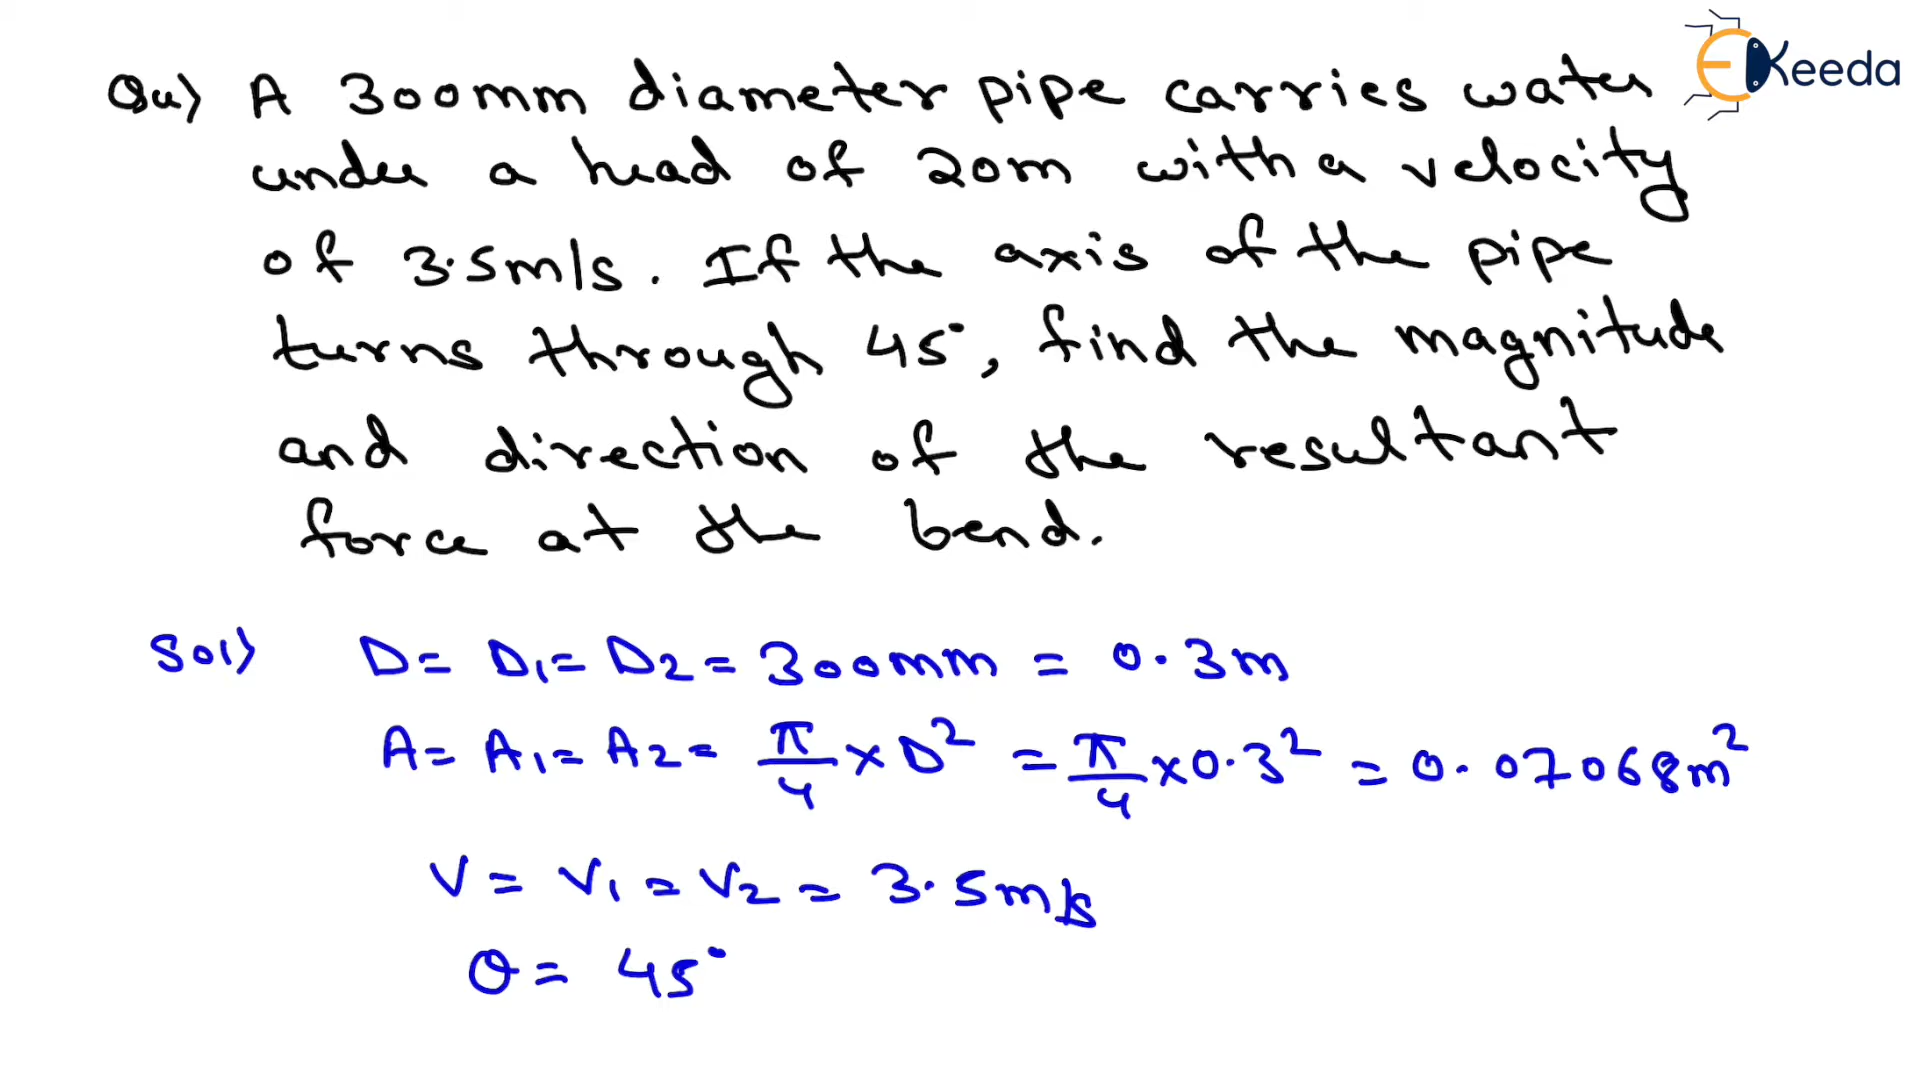 EKeeda
Qu) A 300mm diameter pipe carries water
under a head of 20m with a velocity
of 3.5m/s. If the axis of the pipe
turns through 45°, find the magnitude
and direction of the resultant
force at the bend.
Sol) D = D1 = D2 = 300mm = 0.3m
A = A1 = A2 = π/4 × D² = π/4 × 0.3² = 0.07068m²
V = V1 = V2 = 3.5m/s
θ = 45°